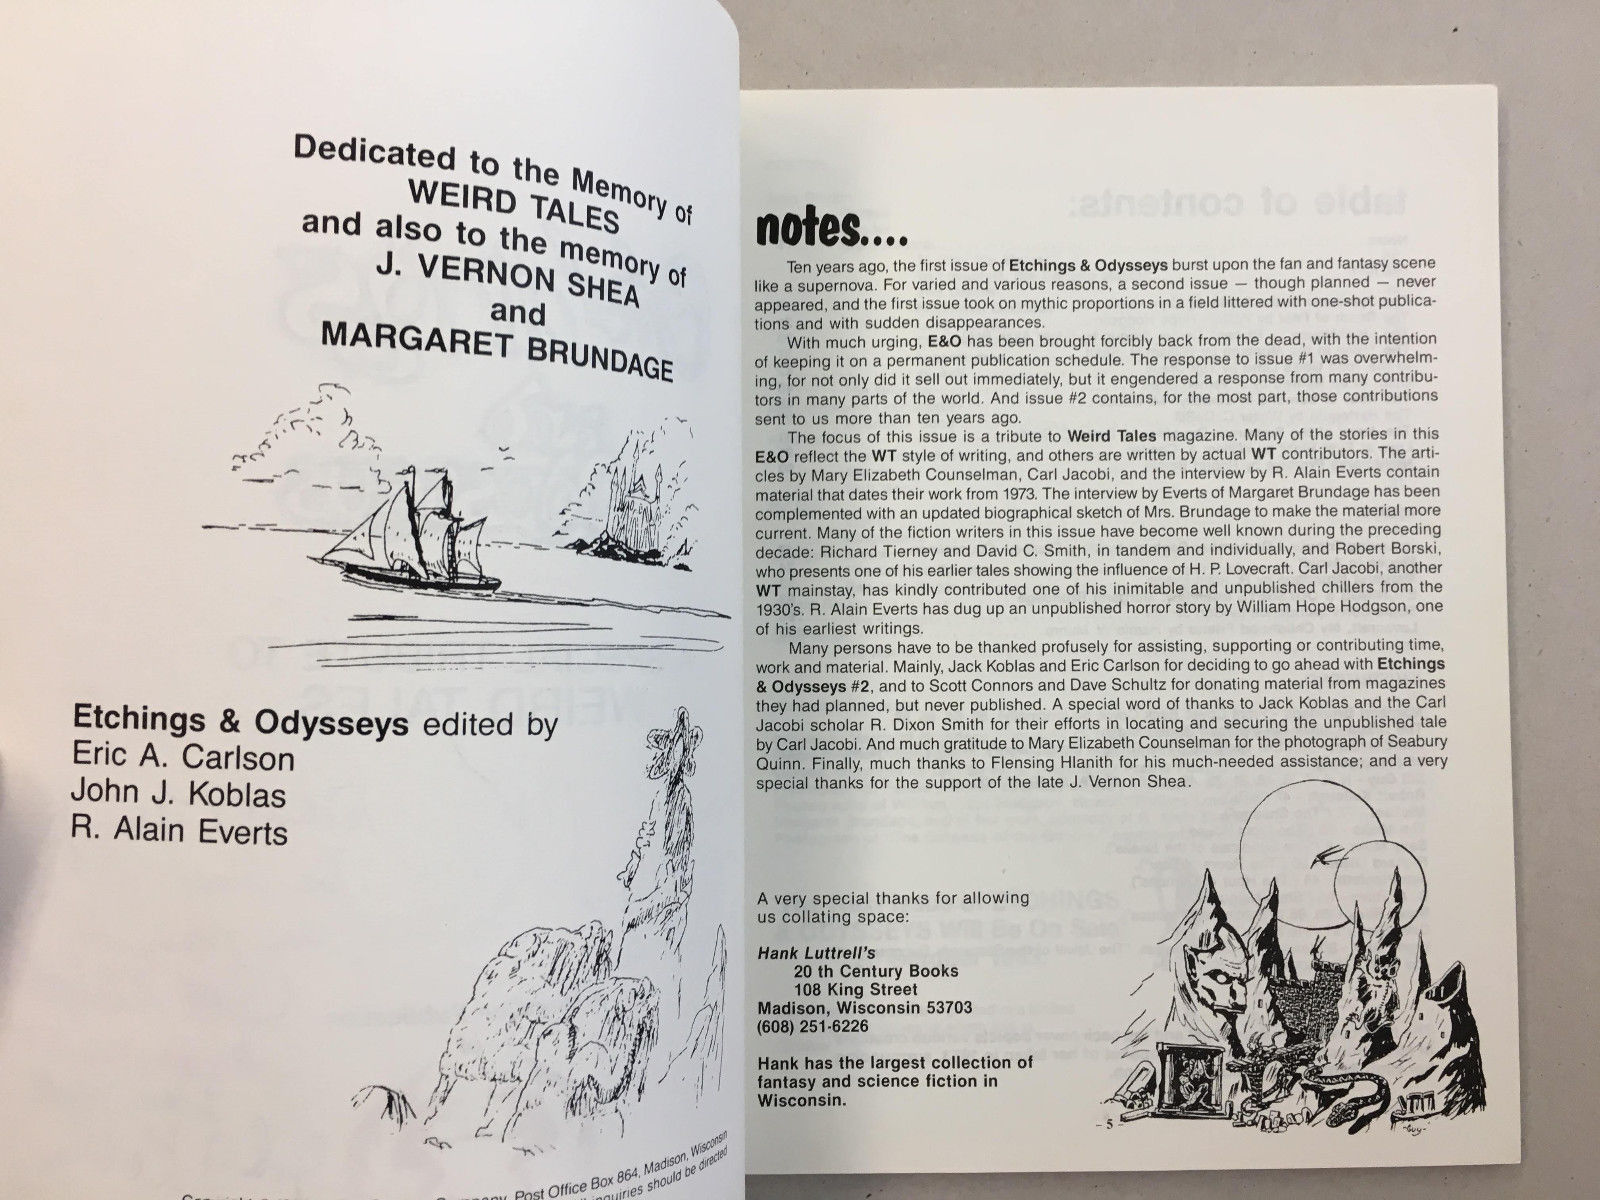 Dedicated to the Memory of
WEIRD TALES
and also to the memory of
J. VERNON SHEA
and
MARGARET BRUNDAGE
Etchings & Odysseys edited by
Eric A. Carlson
John J. Koblas
R. Alain Everts
Post Office Box 864, Madison, Wisconsin
inquiries should be directed
table of contents:
notes....
Ten years ago, the first issue of Etchings & Odysseys burst upon the fan and fantasy scene
like a supernova. For varied and various reasons, a second issue — though planned — never
appeared, and the first issue took on mythic proportions in a field littered with one-shot publica-
tions and with sudden disappearances.
With much urging, E&O has been brought forcibly back from the dead, with the intention
of keeping it on a permanent publication schedule. The response to issue #1 was overwhelm-
ing, for not only did it sell out immediately, but it engendered a response from many contribu-
tors in many parts of the world. And issue #2 contains, for the most part, those contributions
sent to us more than ten years ago.
The focus of this issue is a tribute to Weird Tales magazine. Many of the stories in this
E&O reflect the WT style of writing, and others are written by actual WT contributors. The arti-
cles by Mary Elizabeth Counselman, Carl Jacobi, and the interview by R. Alain Everts contain
material that dates their work from 1973. The interview by Everts of Margaret Brundage has been
complemented with an updated biographical sketch of Mrs. Brundage to make the material more
current. Many of the fiction writers in this issue have become well known during the preceding
decade: Richard Tierney and David C. Smith, in tandem and individually, and Robert Borski,
who presents one of his earlier tales showing the influence of H. P. Lovecraft. Carl Jacobi, another
WT mainstay, has kindly contributed one of his inimitable and unpublished chillers from the
1930's. R. Alain Everts has dug up an unpublished horror story by William Hope Hodgson, one
of his earliest writings.
Many persons have to be thanked profusely for assisting, supporting or contributing time,
work and material. Mainly, Jack Koblas and Eric Carlson for deciding to go ahead with Etchings
& Odysseys #2, and to Scott Connors and Dave Schultz for donating material from magazines
they had planned, but never published. A special word of thanks to Jack Koblas and the Carl
Jacobi scholar R. Dixon Smith for their efforts in locating and securing the unpublished tale
by Carl Jacobi. And much gratitude to Mary Elizabeth Counselman for the photograph of Seabury
Quinn. Finally, much thanks to Flensing Hlanith for his much-needed assistance; and a very
special thanks for the support of the late J. Vernon Shea.
A very special thanks for allowing
us collating space:
Hank Luttrell's
20 th Century Books
108 King Street
Madison, Wisconsin 53703
(608) 251-6226
Hank has the largest collection of
fantasy and science fiction in
Wisconsin.
- 5 -
-Guy-